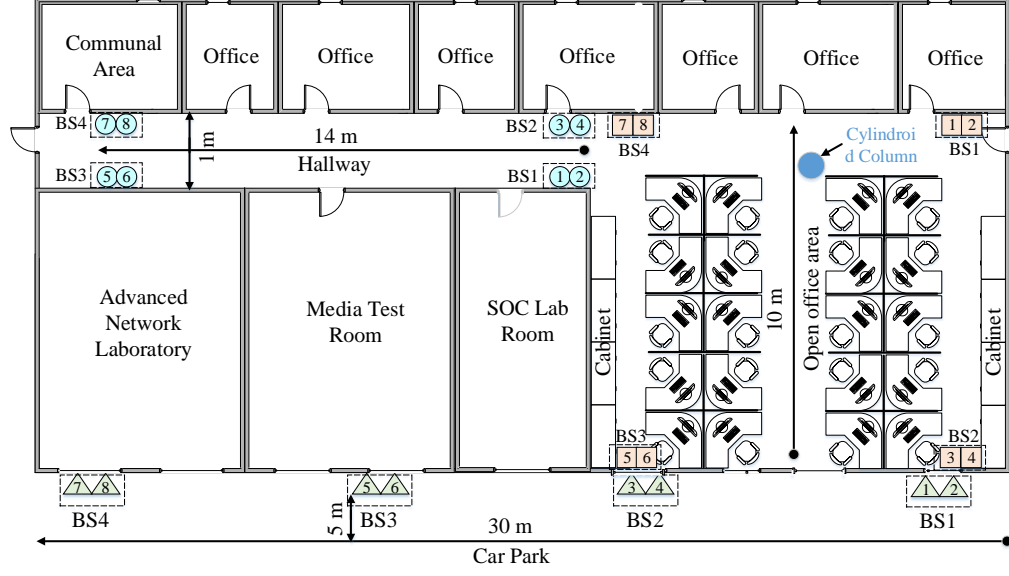 Communal
Area
Office
Office
Office
Office
Office
Office
Office
BS4
7 8
14 m
1 m
Hallway
BS3
5 6
BS2
3 4
7 8
BS4
BS1
1 2
1 2
BS1
Cylindroi
d Column
Advanced
Network
Laboratory
Media Test
Room
SOC Lab
Room
Cabinet
10 m
Open office area
Cabinet
BS3
5 6
BS2
3 4
7 8
BS4
5 6
BS3
3 4
BS2
1 2
BS1
5 m
30 m
Car Park